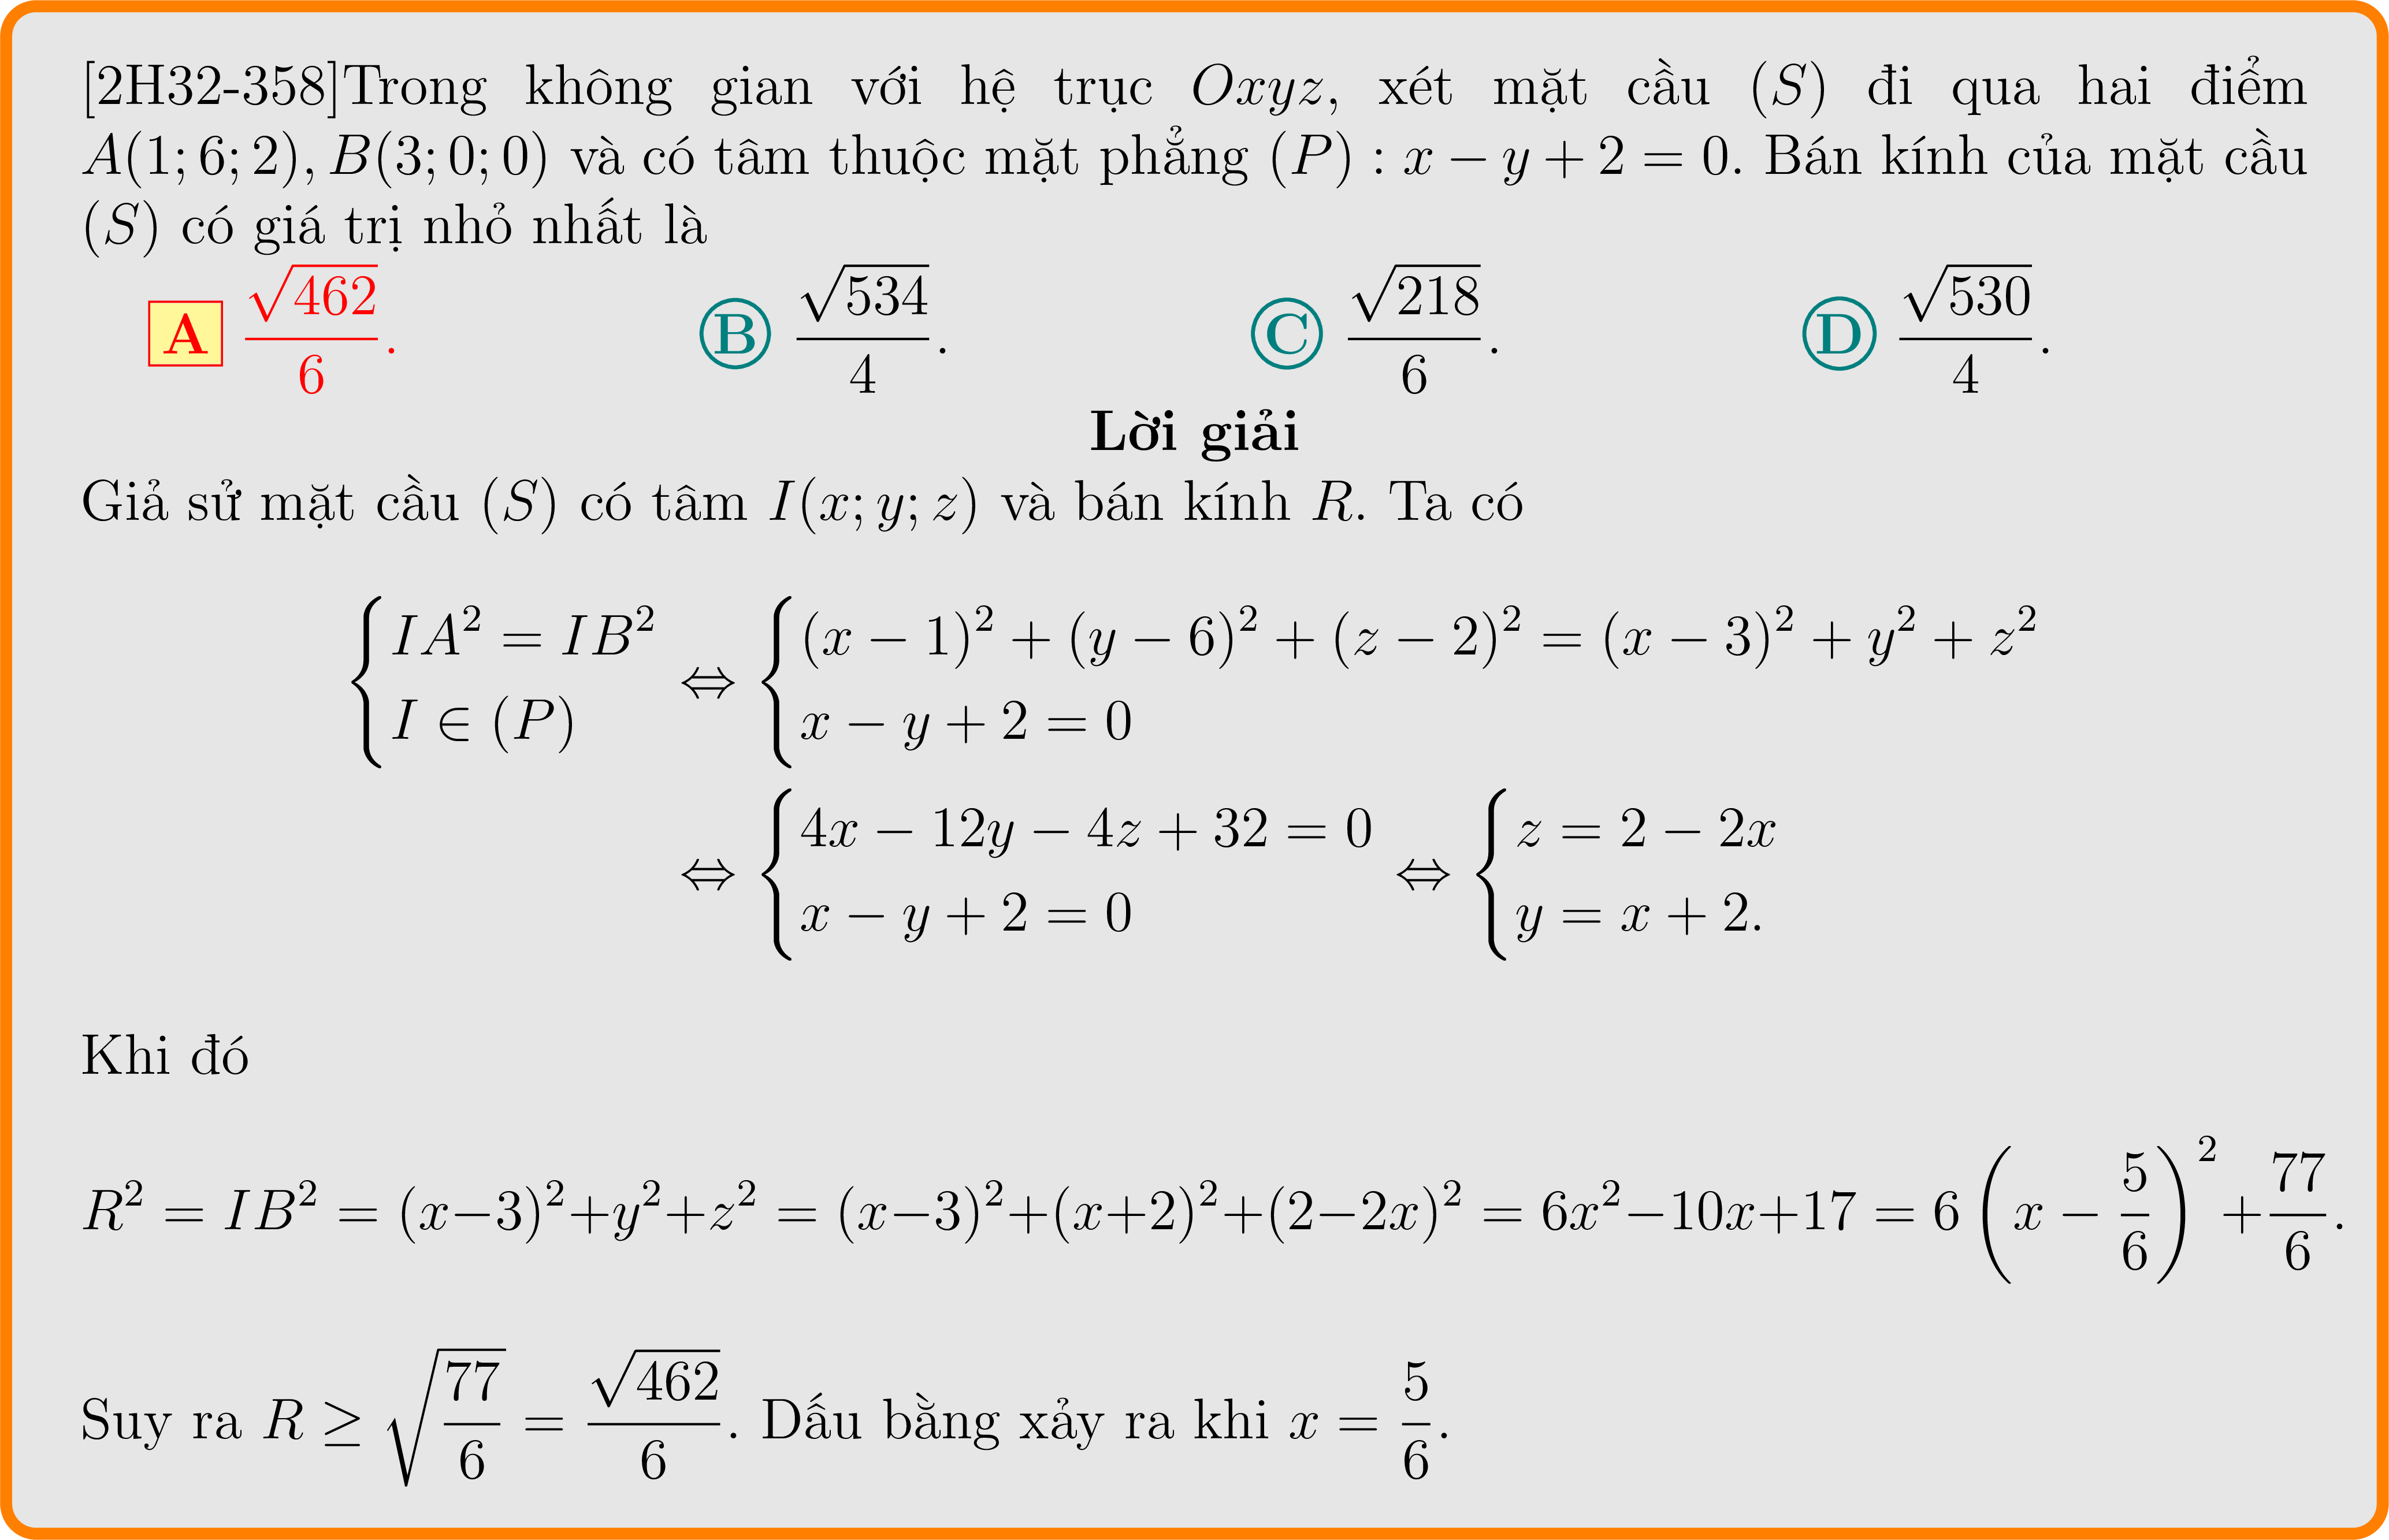 [2H32-358]Trong không gian với hệ trục Oxyz, xét mặt cầu (S) đi qua hai điểm
A(1; 6; 2), B(3; 0; 0) và có tâm thuộc mặt phẳng (P) : x − y + 2 = 0. Bán kính của mặt cầu
(S) có giá trị nhỏ nhất là
A $\frac{\sqrt{462}}{6}$. B $\frac{\sqrt{534}}{4}$. C $\frac{\sqrt{218}}{6}$. D $\frac{\sqrt{530}}{4}$.
Lời giải
Giả sử mặt cầu (S) có tâm I(x; y; z) và bán kính R. Ta có
$\begin{cases} IA^2 = IB^2 \\ I \in (P) \end{cases} \Leftrightarrow \begin{cases} (x-1)^2 + (y-6)^2 + (z-2)^2 = (x-3)^2 + y^2 + z^2 \\ x - y + 2 = 0 \end{cases}$
$\Leftrightarrow \begin{cases} 4x - 12y - 4z + 32 = 0 \\ x - y + 2 = 0 \end{cases} \Leftrightarrow \begin{cases} z = 2 - 2x \\ y = x + 2. \end{cases}$
Khi đó
$R^2 = IB^2 = (x-3)^2+y^2+z^2 = (x-3)^2+(x+2)^2+(2-2x)^2 = 6x^2-10x+17 = 6\left(x - \frac{5}{6}\right)^2+\frac{77}{6}.$
Suy ra $R \geq \sqrt{\frac{77}{6}} = \frac{\sqrt{462}}{6}$. Dấu bằng xảy ra khi $x = \frac{5}{6}$.